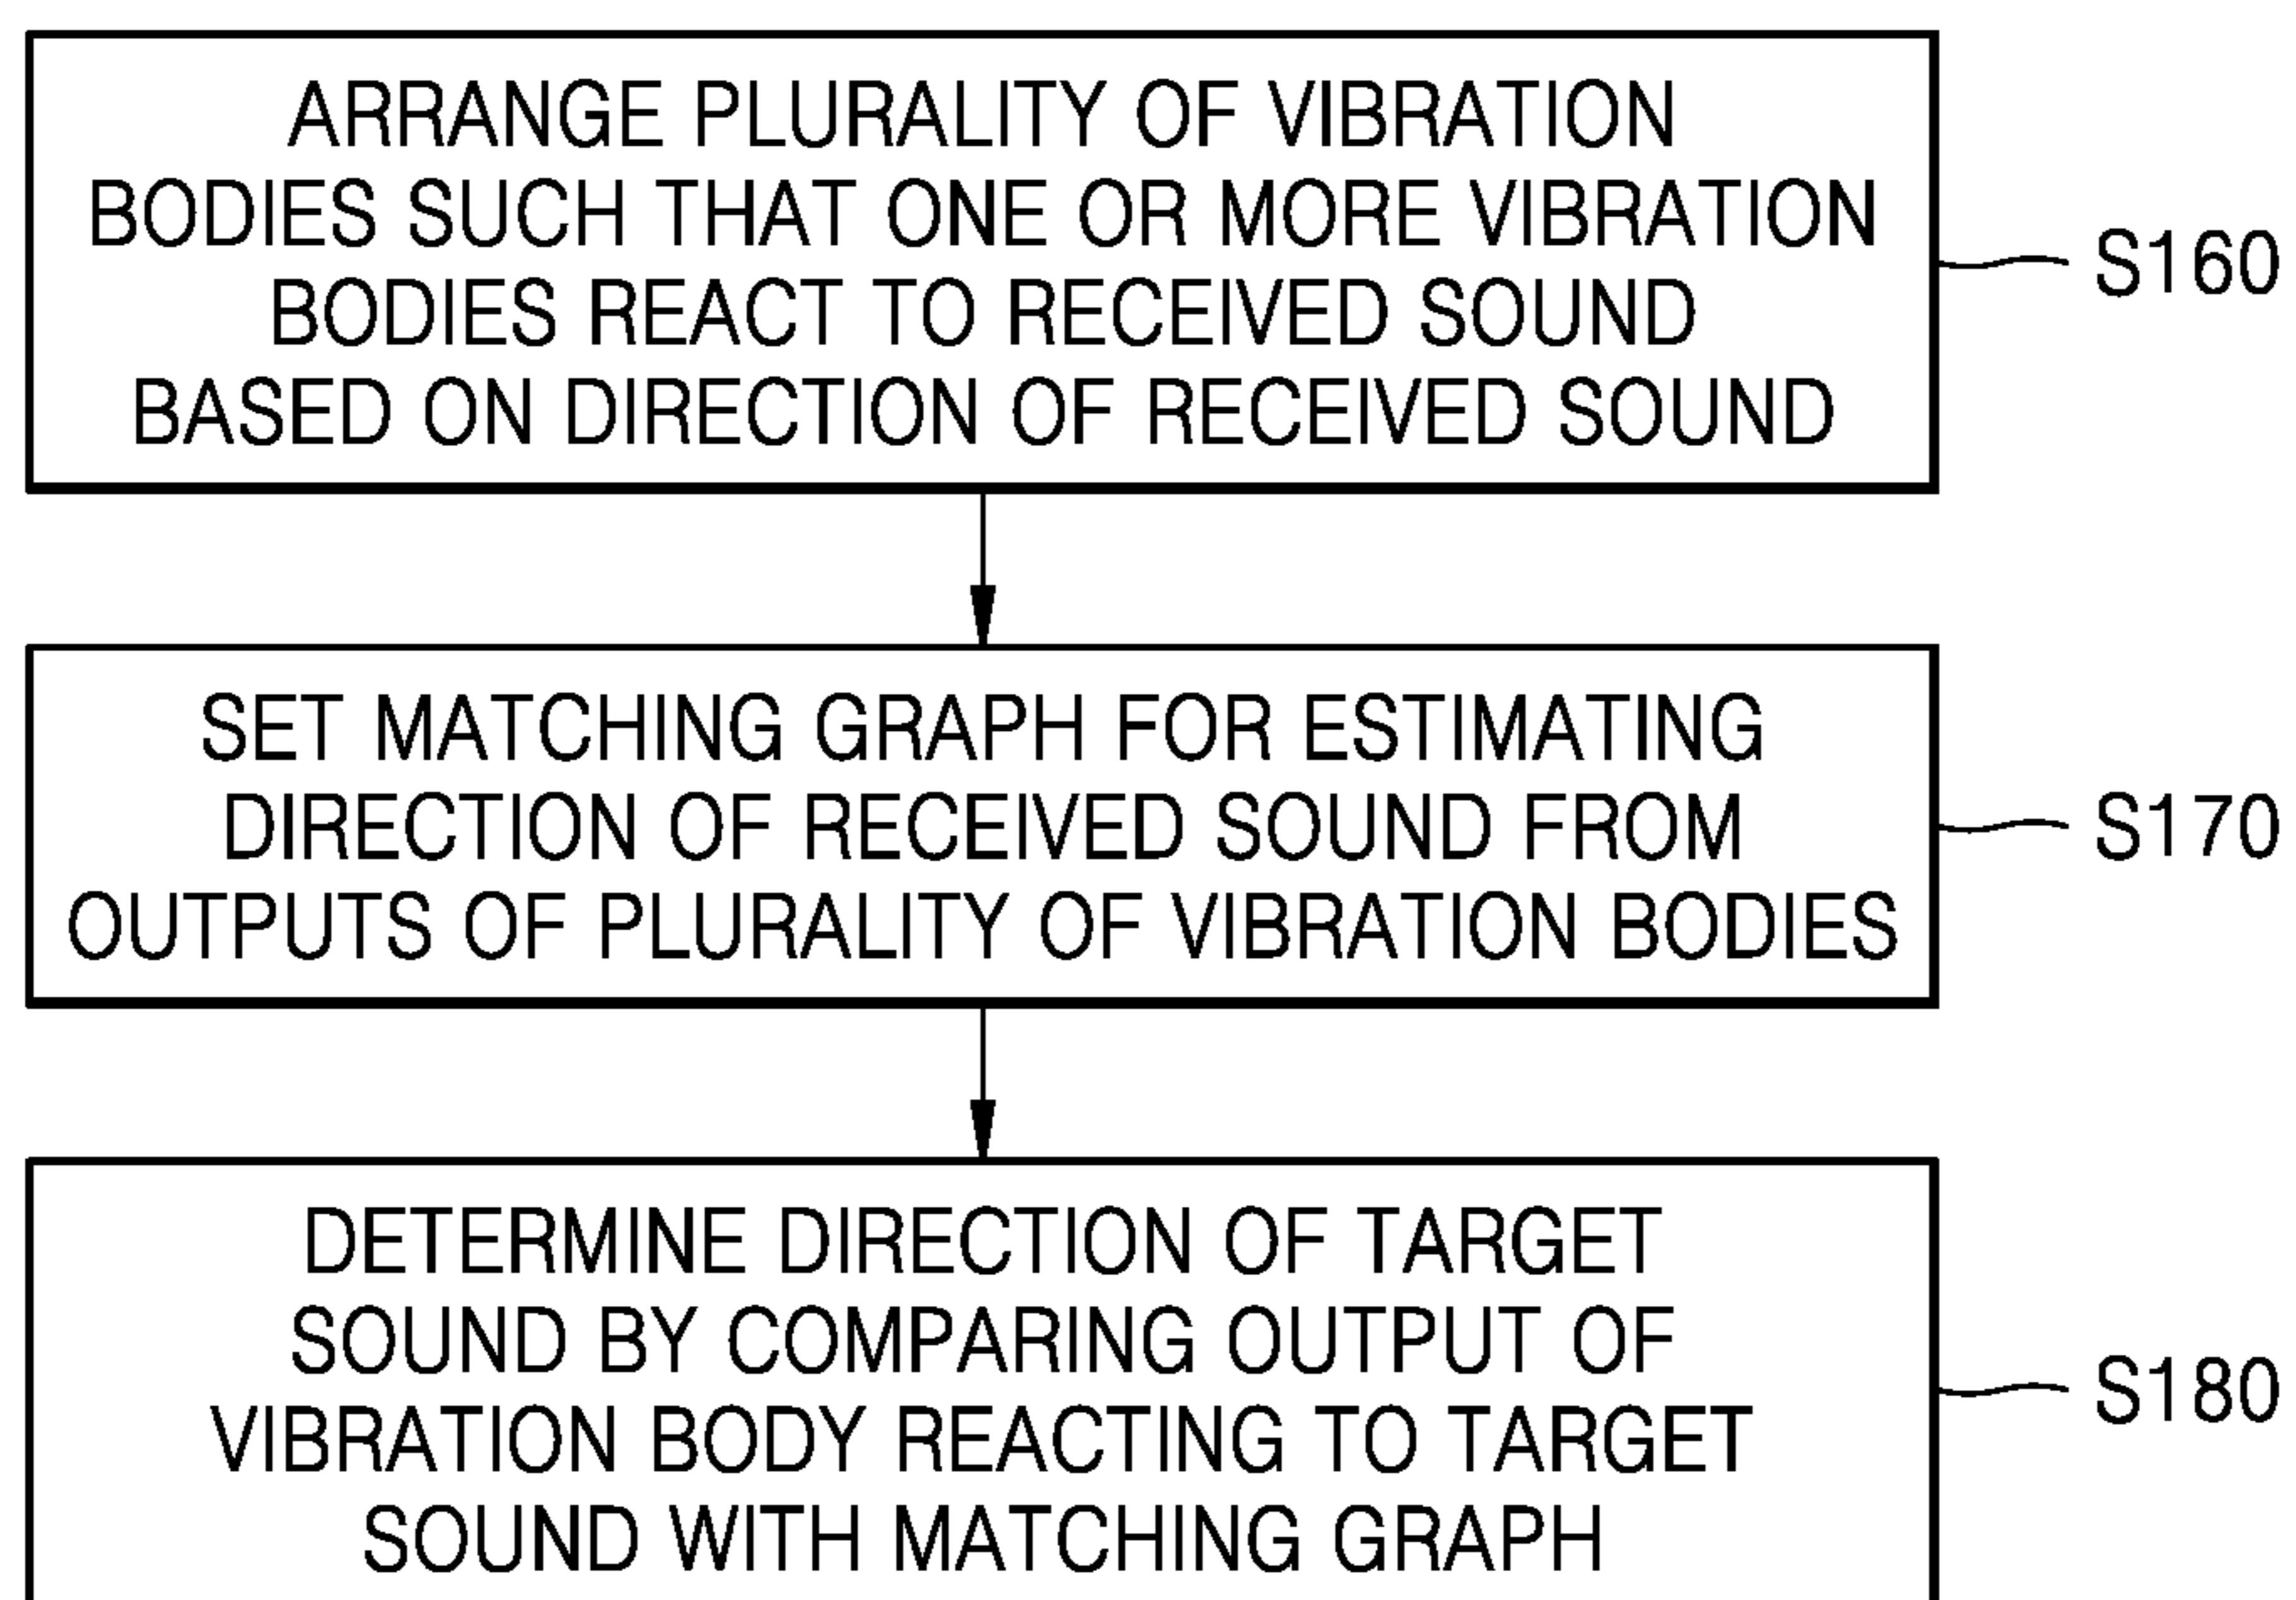 ARRANGE PLURALITY OF VIBRATION
BODIES SUCH THAT ONE OR MORE VIBRATION
BODIES REACT TO RECEIVED SOUND
BASED ON DIRECTION OF RECEIVED SOUND
S160
SET MATCHING GRAPH FOR ESTIMATING
DIRECTION OF RECEIVED SOUND FROM
OUTPUTS OF PLURALITY OF VIBRATION BODIES
S170
DETERMINE DIRECTION OF TARGET
SOUND BY COMPARING OUTPUT OF
VIBRATION BODY REACTING TO TARGET
SOUND WITH MATCHING GRAPH
S180